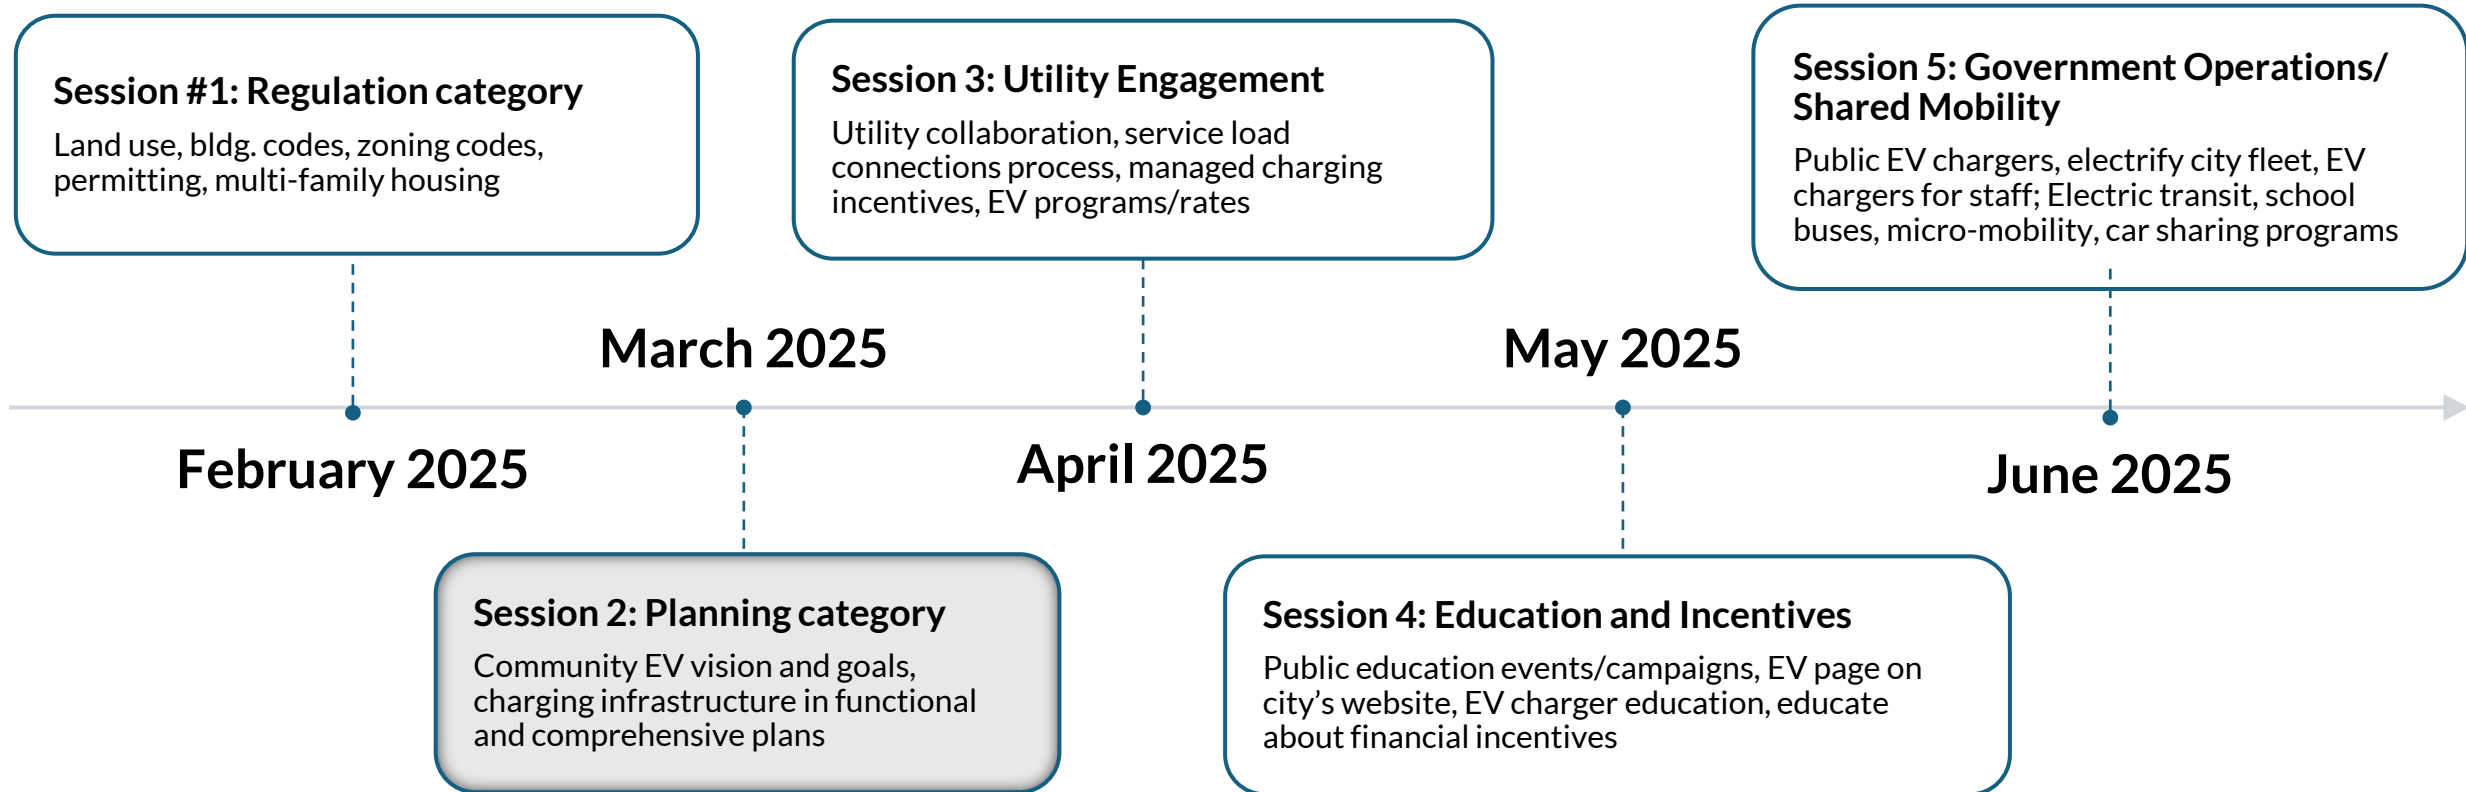 Session #1: Regulation category
Land use, bldg. codes, zoning codes,
permitting, multi-family housing
Session 3: Utility Engagement
Utility collaboration, service load
connections process, managed charging
incentives, EV programs/rates
Session 5: Government Operations/
Shared Mobility
Public EV chargers, electrify city fleet, EV
chargers for staff; Electric transit, school
buses, micro-mobility, car sharing programs
March 2025
May 2025
February 2025
April 2025
June 2025
Session 2: Planning category
Community EV vision and goals,
charging infrastructure in functional
and comprehensive plans
Session 4: Education and Incentives
Public education events/campaigns, EV page on
city’s website, EV charger education, educate
about financial incentives